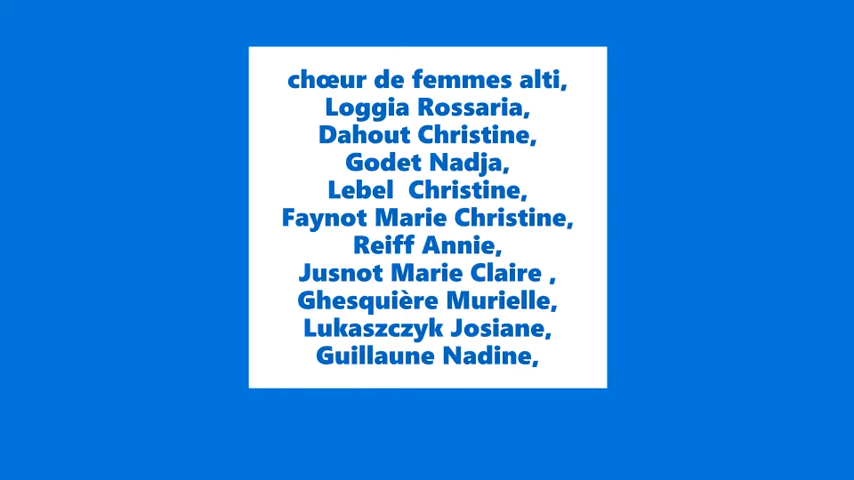 chœur de femmes alti,
Loggia Rossaria,
Dahout Christine,
Godet Nadja,
Lebel  Christine,
Faynot Marie Christine,
Reiff Annie,
Jusnot Marie Claire ,
Ghesquière Murielle,
Lukaszczyk Josiane,
Guillaune Nadine,